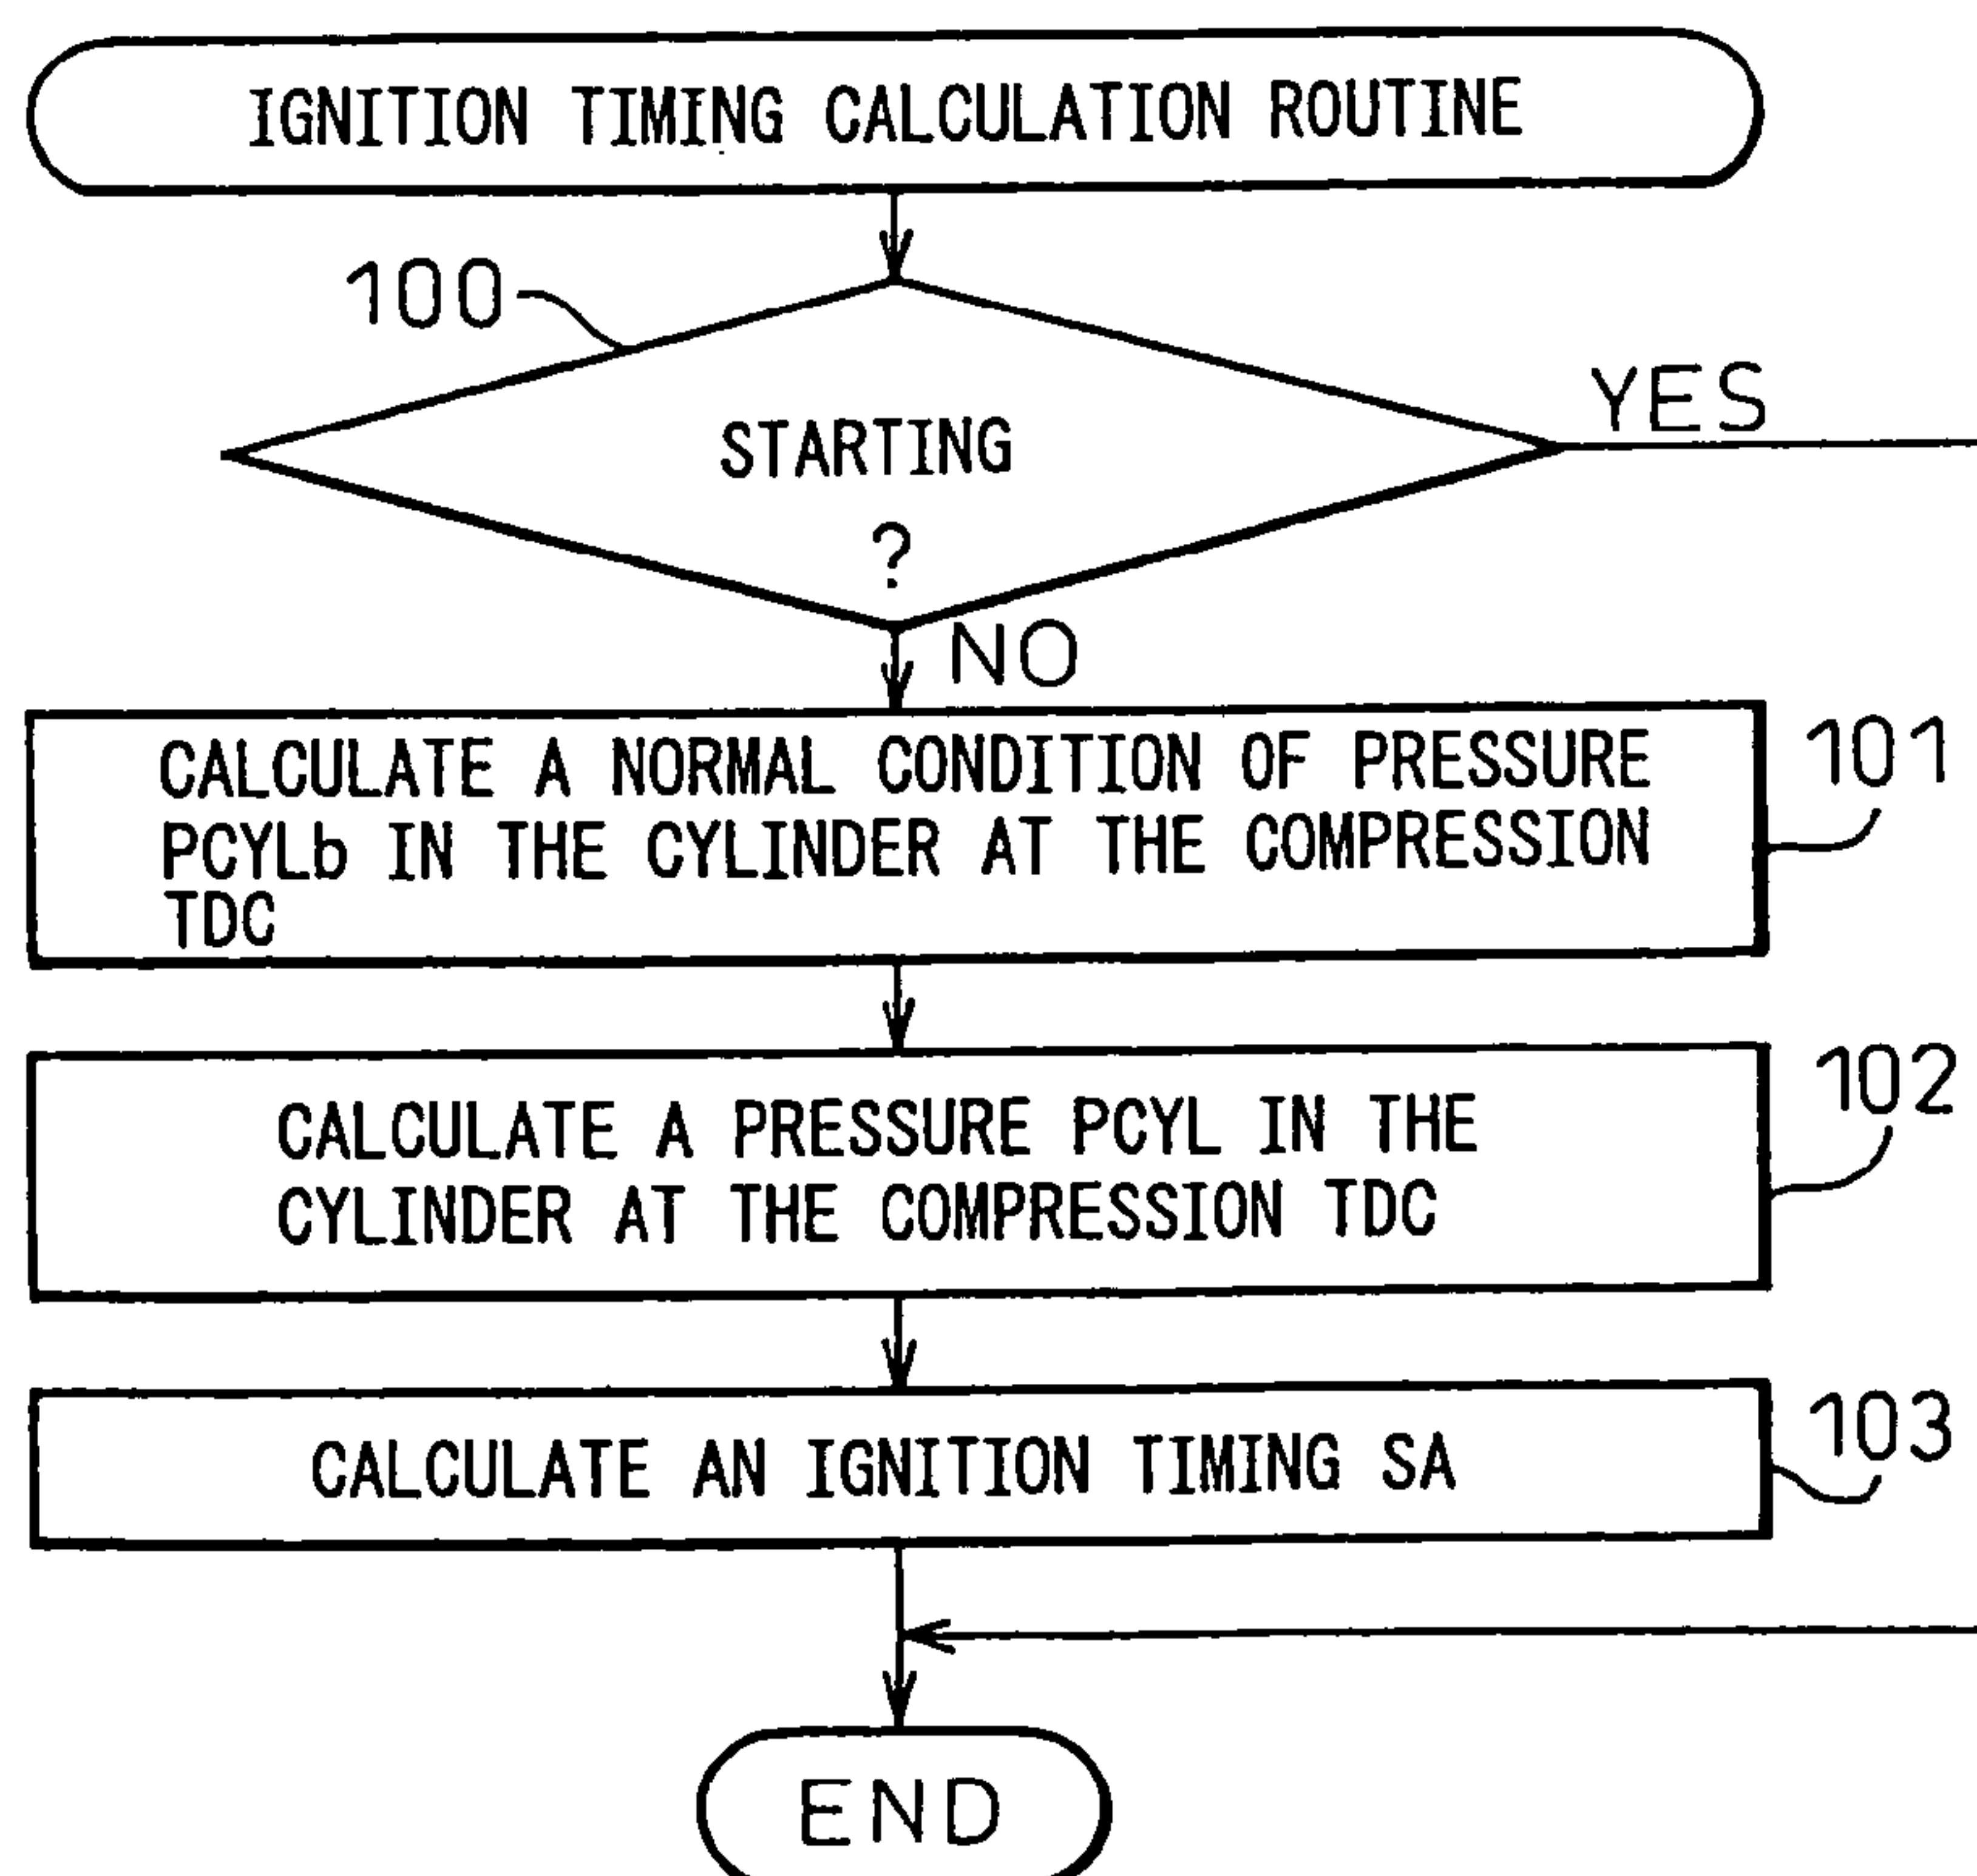 IGNITION TIMING CALCULATION ROUTINE
100
STARTING
?
YES
NO
CALCULATE A NORMAL CONDITION OF PRESSURE
PCYLb IN THE CYLINDER AT THE COMPRESSION
TDC
101
CALCULATE A PRESSURE PCYL IN THE
CYLINDER AT THE COMPRESSION TDC
102
CALCULATE AN IGNITION TIMING SA
103
END